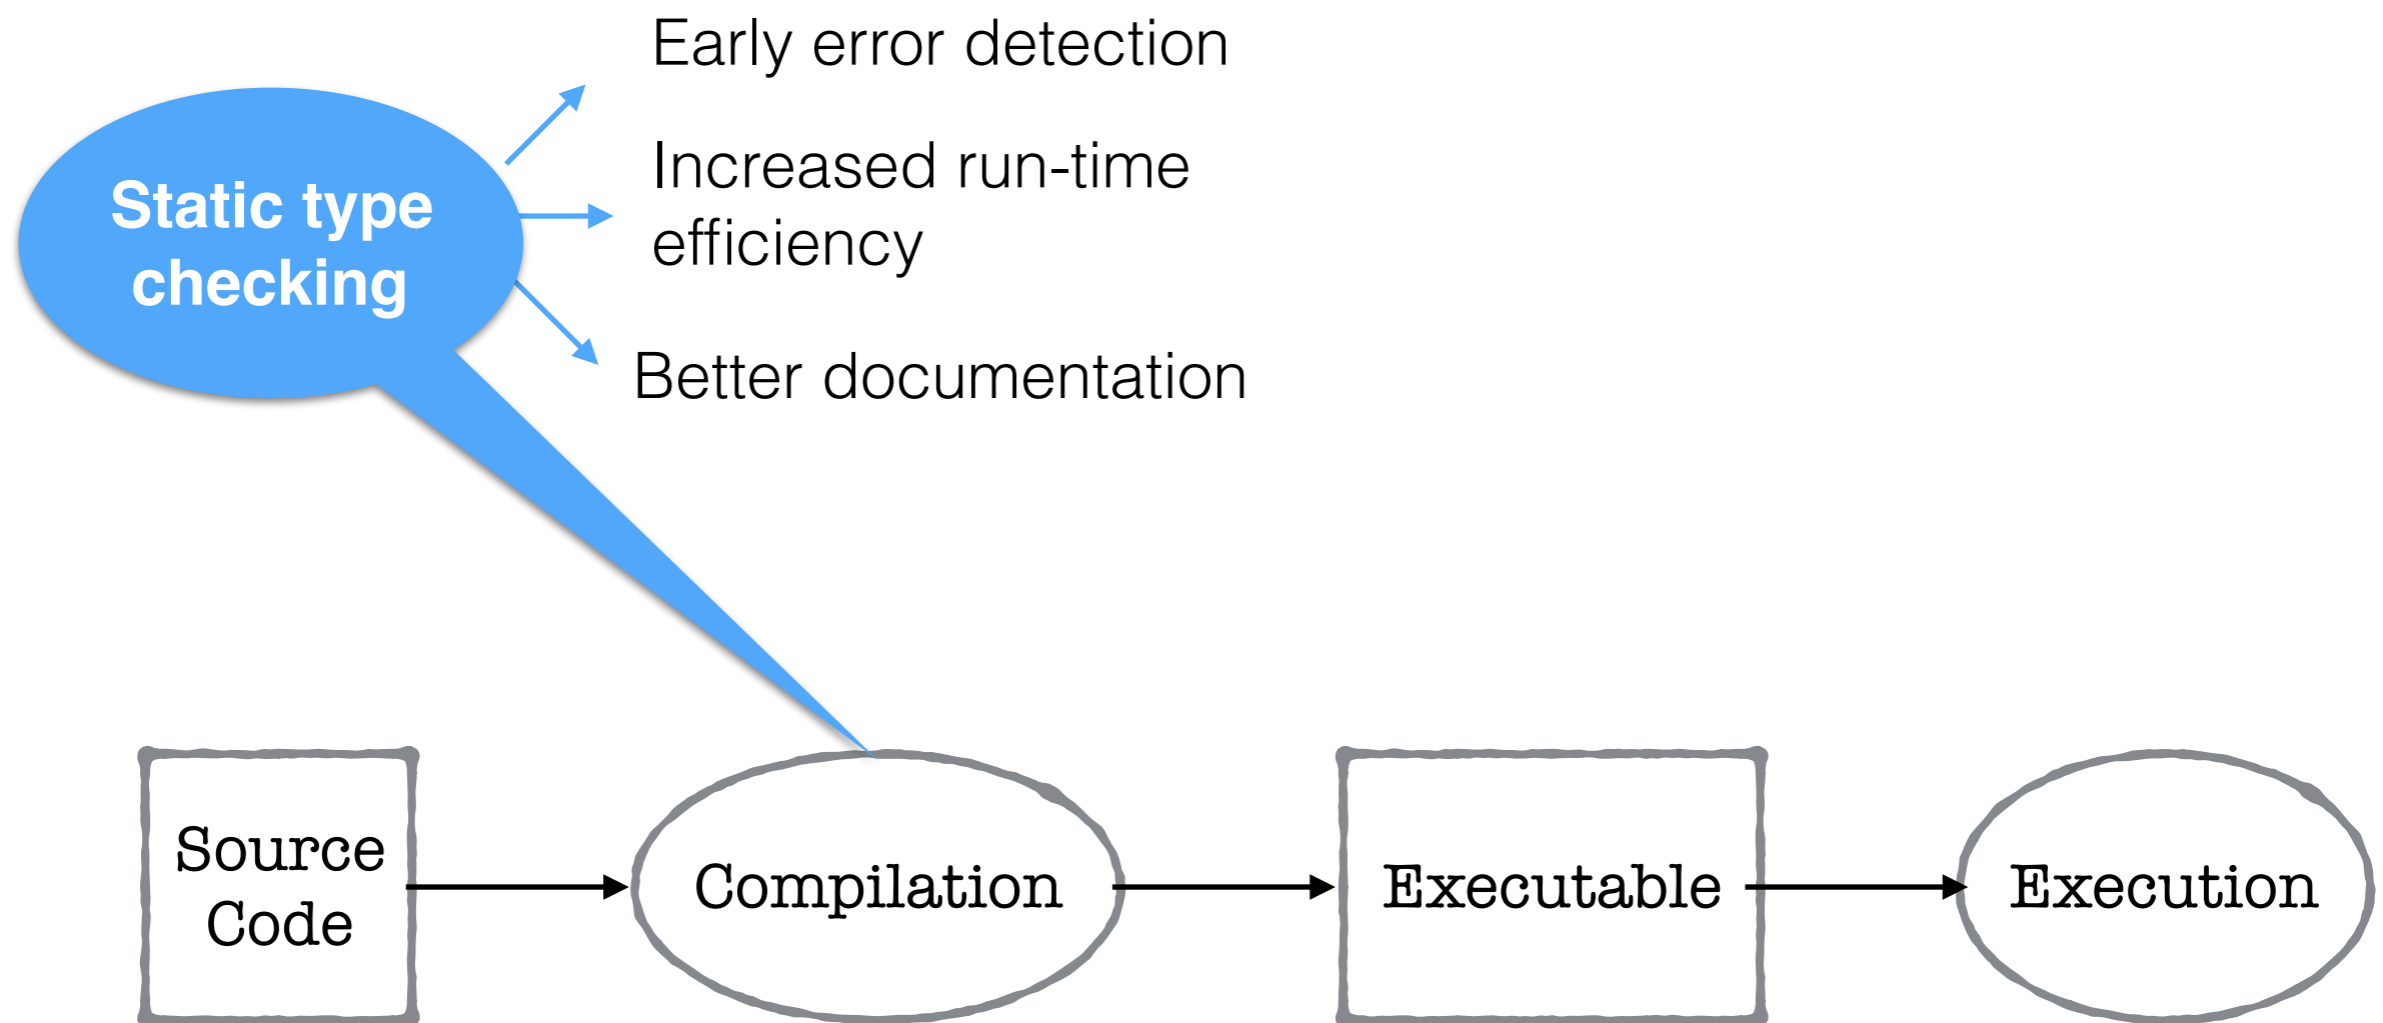 Early error detection
Static type
checking
Increased run-time
efficiency
Better documentation
Source
Code
Compilation
Executable
Execution